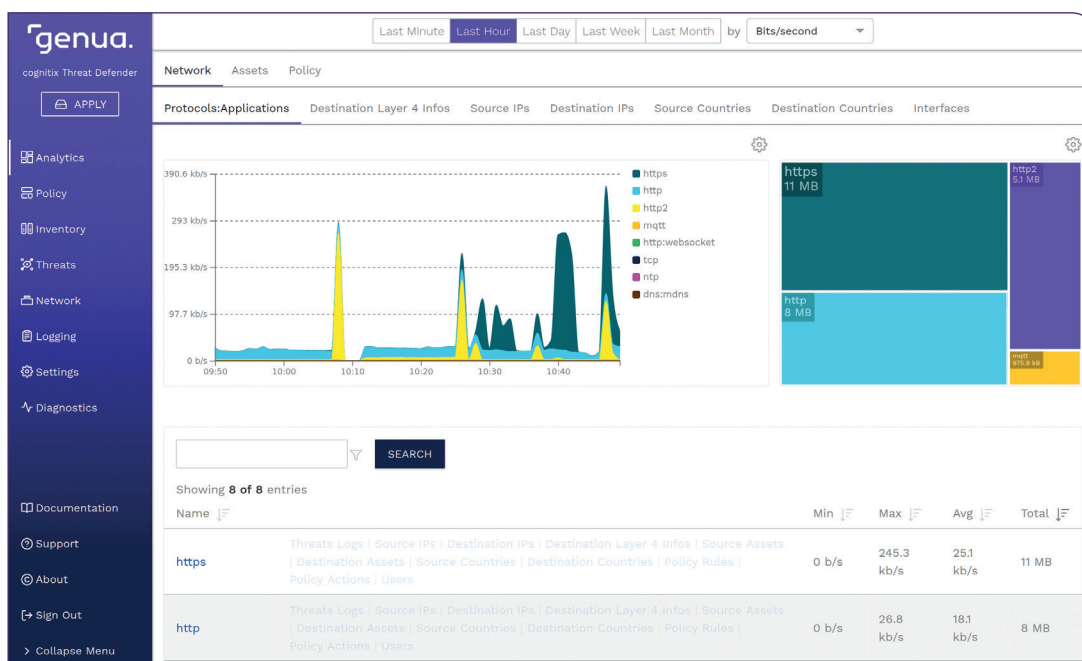 genua.
cognitix Threat Defender
APPLY
Analytics
Policy
Inventory
Threats
Network
Logging
Settings
Diagnostics
Documentation
Support
About
Sign Out
Collapse Menu
Last Minute Last Hour Last Day Last Week Last Month by Bits/second
Network Assets Policy
Protocols:Applications Destination Layer 4 Infos Source IPs Destination IPs Source Countries Destination Countries Interfaces
390.6 kb/s
293 kb/s
195.3 kb/s
97.7 kb/s
0 b/s
09:50 10:00 10:10 10:20 10:30 10:40
https
http
http2
mqtt
http:websocket
tcp
ntp
dns:mdns
https
11 MB
http
8 MB
http2
5.1 MB
mqtt
975.9 kB
SEARCH
Showing 8 of 8 entries
Name Min Max Avg Total
https
Threats Logs | Source IPs | Destination IPs | Destination Layer 4 Infos | Source Assets
| Destination Assets | Source Countries | Destination Countries | Policy Rules |
Policy Actions | Users
0 b/s 245.3 kb/s 25.1 kb/s 11 MB
http
Threats Logs | Source IPs | Destination IPs | Destination Layer 4 Infos | Source Assets
| Destination Assets | Source Countries | Destination Countries | Policy Rules |
Policy Actions | Users
0 b/s 26.8 kb/s 18.1 kb/s 8 MB